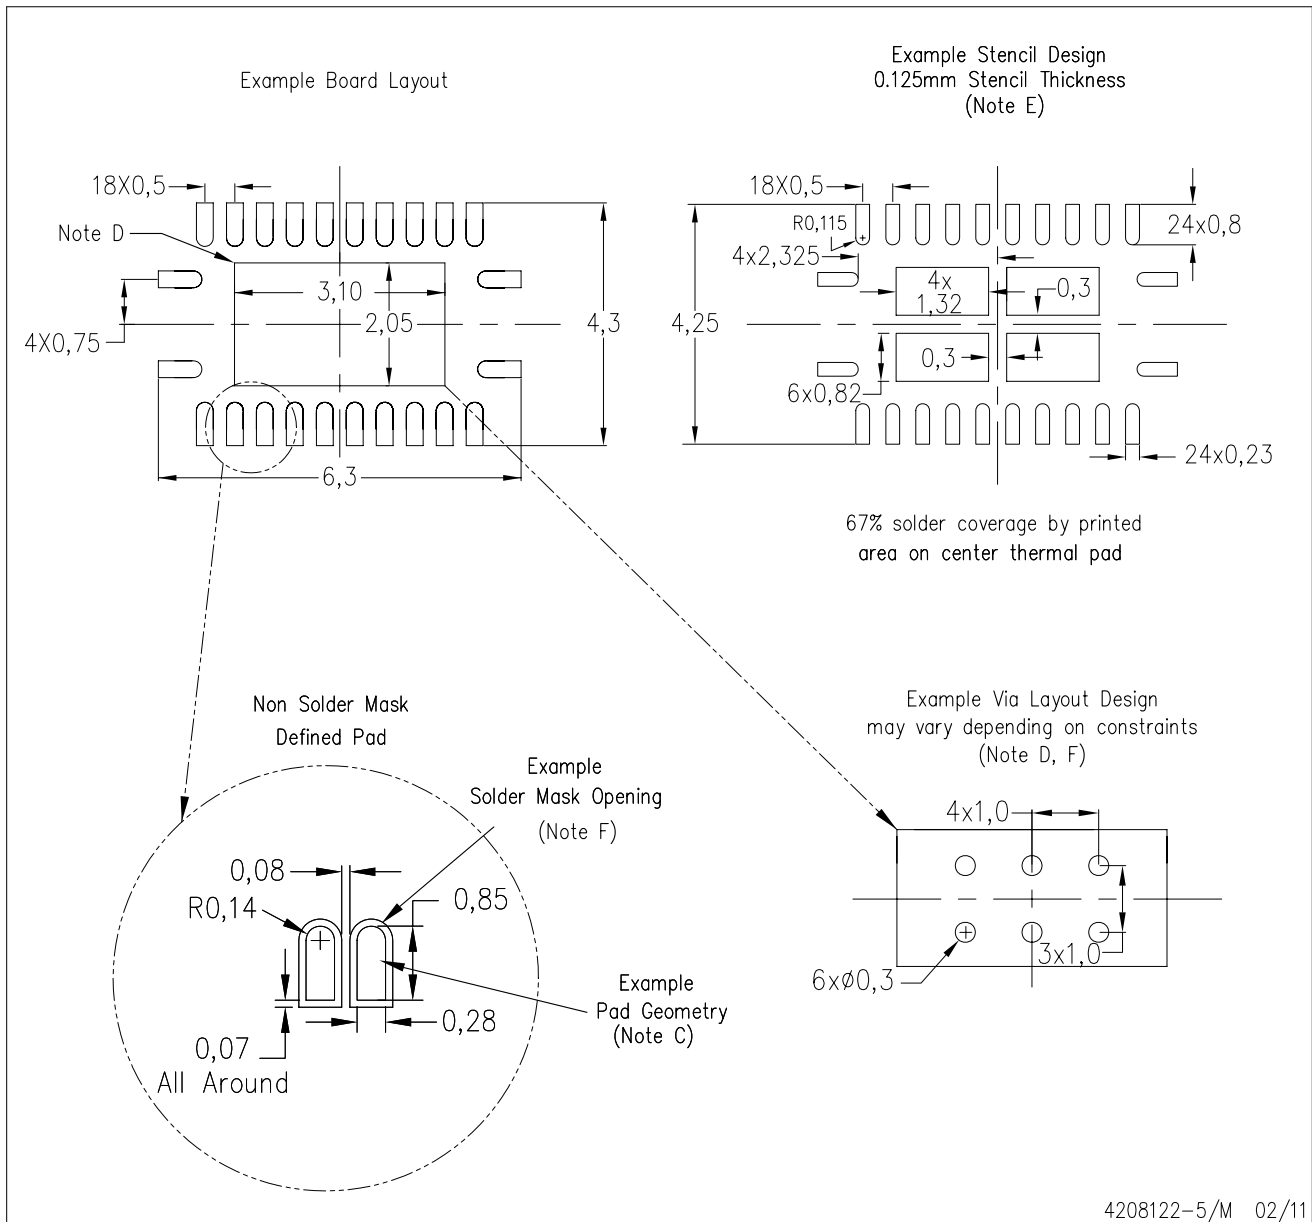 Example Board Layout
18X0,5
Note D
3,10
2,05
4X0,75
4,3
6,3
Example Stencil Design
0.125mm Stencil Thickness
(Note E)
18X0,5
R0,115
4x2,325
24x0,8
4x
1,32
0,3
4,25
0,3
6x0,82
24x0,23
67% solder coverage by printed
area on center thermal pad
Non Solder Mask
Defined Pad
Example
Solder Mask Opening
(Note F)
0,08
R0,14
0,85
Example
Pad Geometry
(Note C)
0,28
0,07
All Around
Example Via Layout Design
may vary depending on constraints
(Note D, F)
4x1,0
3x1,0
6xø0,3
4208122-5/M 02/11